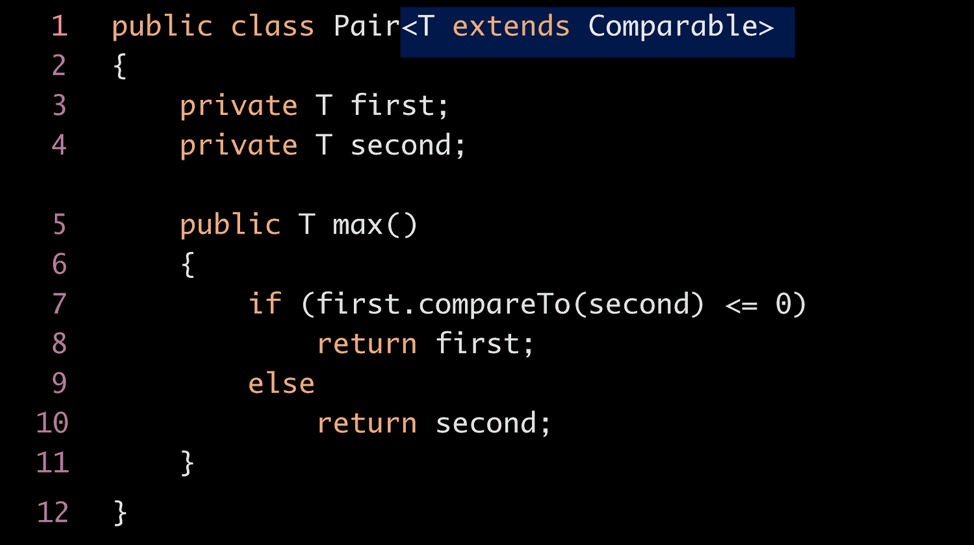 1 public class Pair<T extends Comparable>
2 {
3     private T first;
4     private T second;
5     public T max()
6     {
7         if (first.compareTo(second) <= 0)
8             return first;
9         else
10             return second;
11     }
12 }